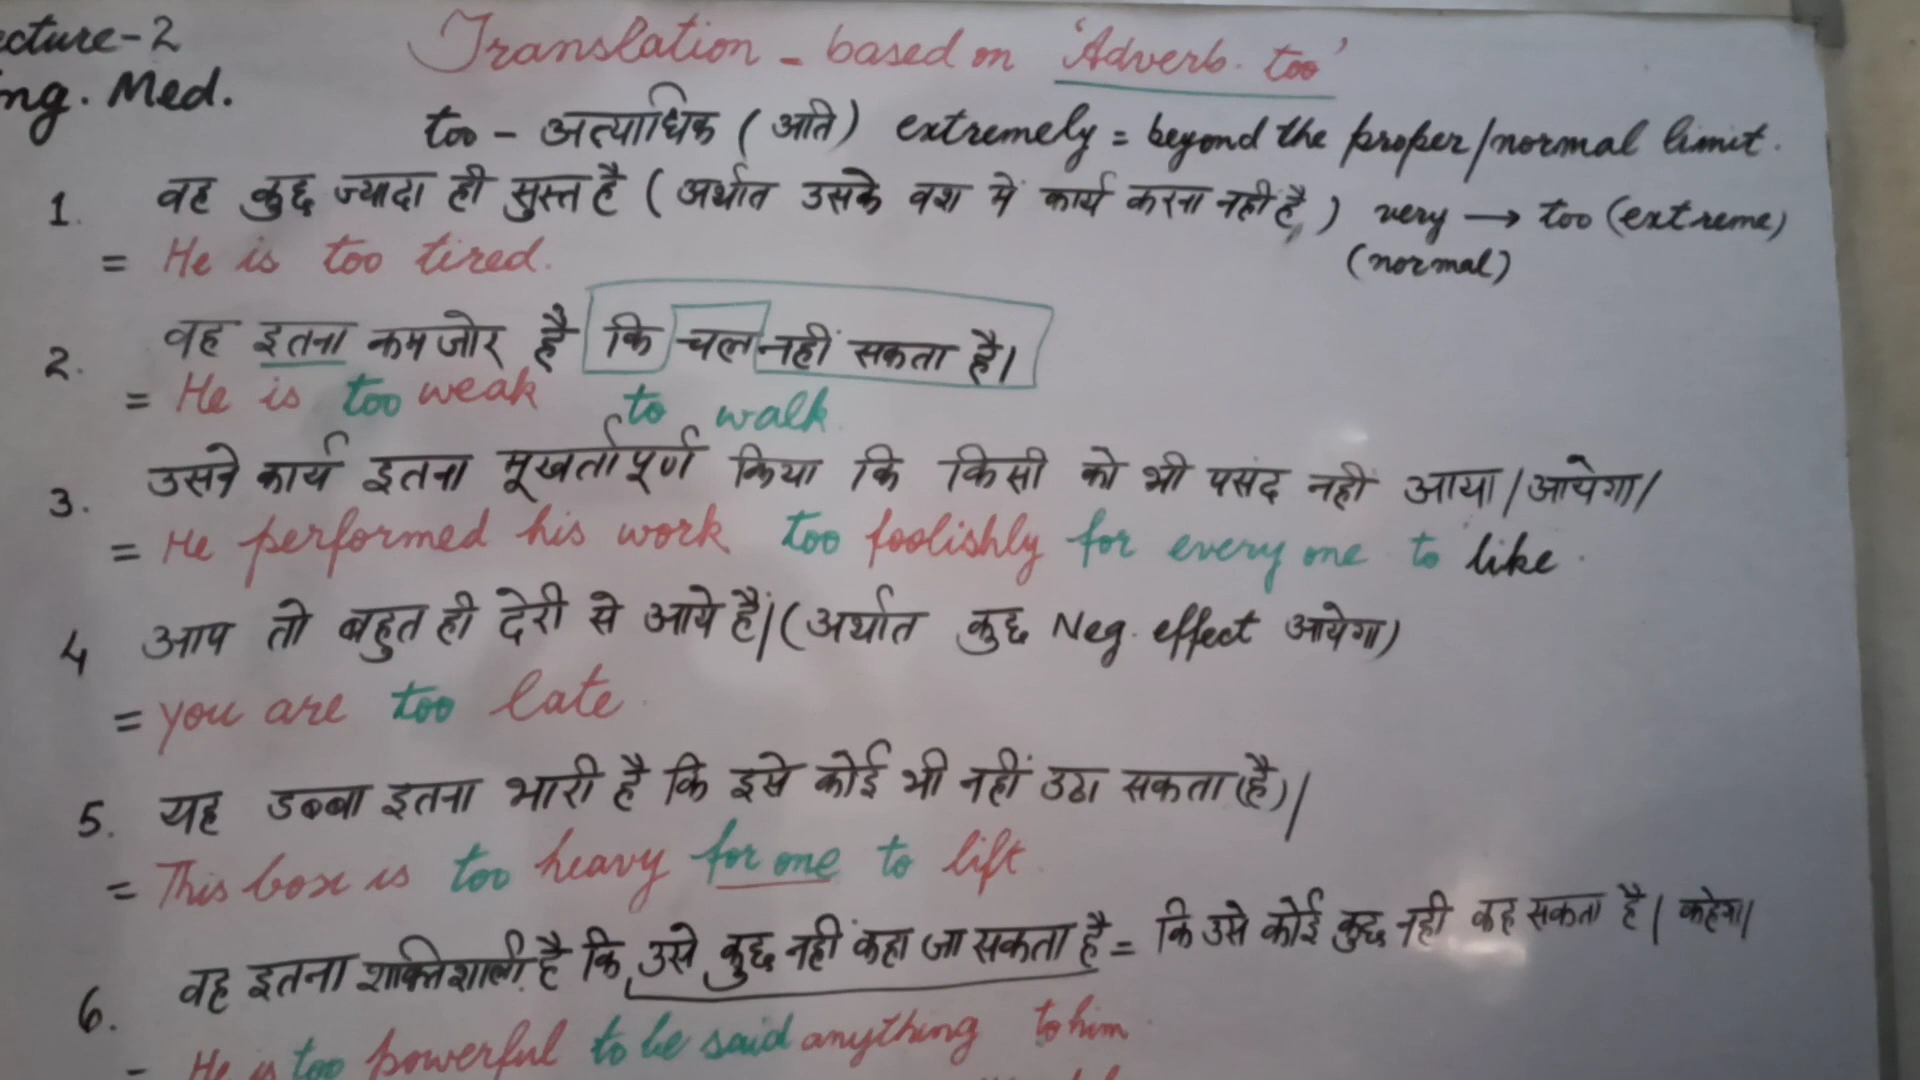 ecture-2
Translation - based on 'Adverb. too'
ng. Med.
too - अत्याधिक (अति) extremely = beyond the proper/normal limit.
1. वह कुछ ज्यादा ही सुस्त है (अर्थात उसके वश में कार्य करना नहीं है,) very → too (extreme)
(normal)
= He is too tired.
2. वह इतना कमजोर है कि चल नहीं सकता है।
= He is too weak to walk.
3. उसने कार्य इतना मूर्खतापूर्ण किया कि किसी को भी पसंद नहीं आया/आयेगा/
= He performed his work too foolishly for every one to like.
4 आप तो बहुत ही देरी से आये हैं|(अर्थात कुछ Neg. effect आयेगा)
= you are too late.
5. यह डब्बा इतना भारी है कि इसे कोई भी नहीं उठा सकता (है)/
= This box is too heavy for one to lift.
6. वह इतना शक्तिशाली है कि उसे कुछ नहीं कहा जा सकता है = कि उसे कोई कुछ नही कह सकता है| कहेगा|
= He is too powerful to be said anything to him.